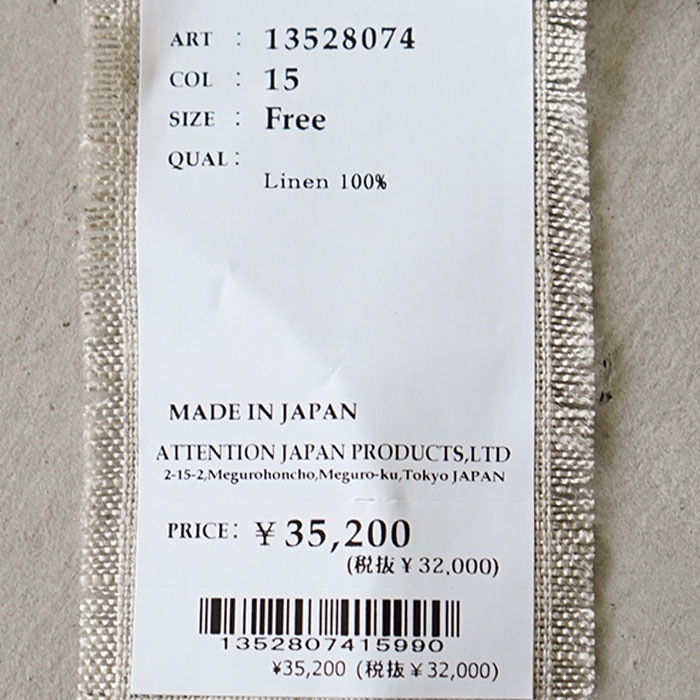 ART : 13528074
COL : 15
SIZE : Free
QUAL:
Linen 100%
MADE IN JAPAN
ATTENTION JAPAN PRODUCTS,LTD
2-15-2,Megurohoncho,Meguro-ku,Tokyo JAPAN
PRICE: ¥35,200
(税抜¥32,000)
1352807415990
¥35,200 (税抜¥32,000)